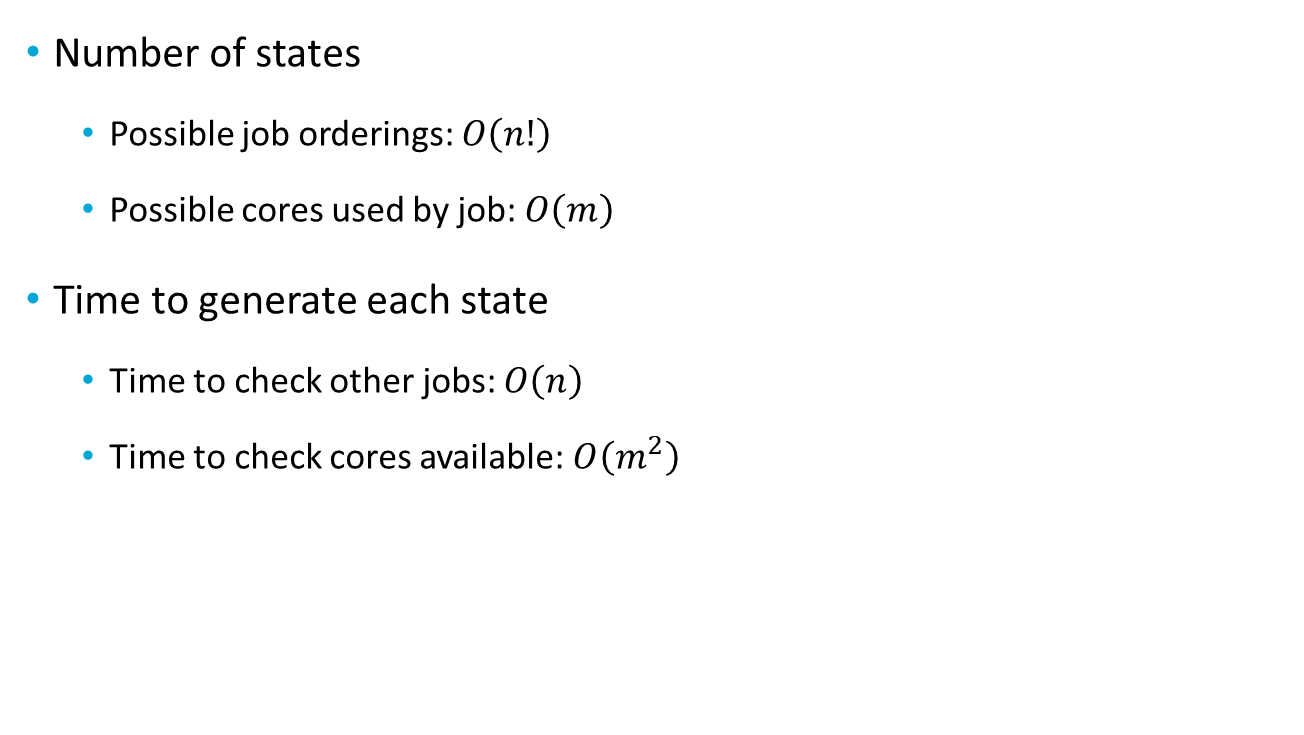 • Number of states
• Possible job orderings: 𝑂(𝑛!)
• Possible cores used by job: 𝑂(𝑚)
• Time to generate each state
• Time to check other jobs: 𝑂(𝑛)
• Time to check cores available: 𝑂(𝑚²)